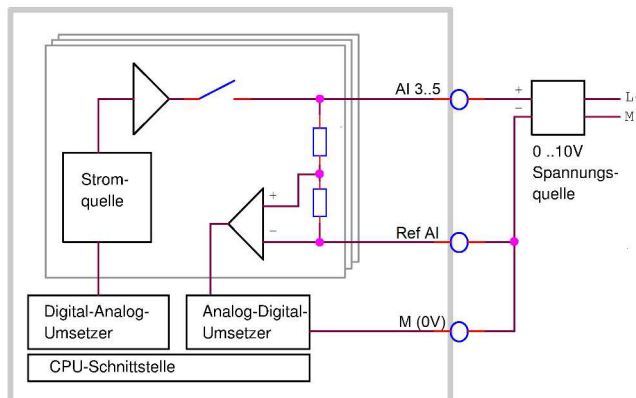 AI 3..5
+
−
L
M
0 ..10V
Spannungs-
quelle
Strom-
quelle
+
−
Ref AI
Digital-Analog-
Umsetzer
Analog-Digital-
Umsetzer
M (0V)
CPU-Schnittstelle